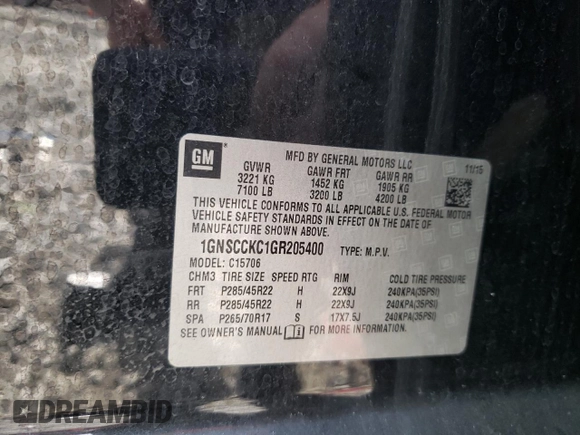 GM
MFD BY GENERAL MOTORS LLC 11/15
GVWR GAWR FRT GAWR RR
3221 KG 1452 KG 1905 KG
7100 LB 3200 LB 4200 LB
THIS VEHICLE CONFORMS TO ALL APPLICABLE U.S. FEDERAL MOTOR
VEHICLE SAFETY STANDARDS IN EFFECT ON THE DATE OF
MANUFACTURE SHOWN ABOVE.
1GNSCCKC1GR205400 TYPE: M.P.V.
MODEL: C15706
CHM3 TIRE SIZE SPEED RTG RIM COLD TIRE PRESSURE
FRT P285/45R22 H 22X9J 240KPA(35PSI)
RR P285/45R22 H 22X9J 240KPA(35PSI)
SPA P265/70R17 S 17X7.5J 240KPA(35PSI)
SEE OWNER'S MANUAL FOR MORE INFORMATION.
DREAMBID